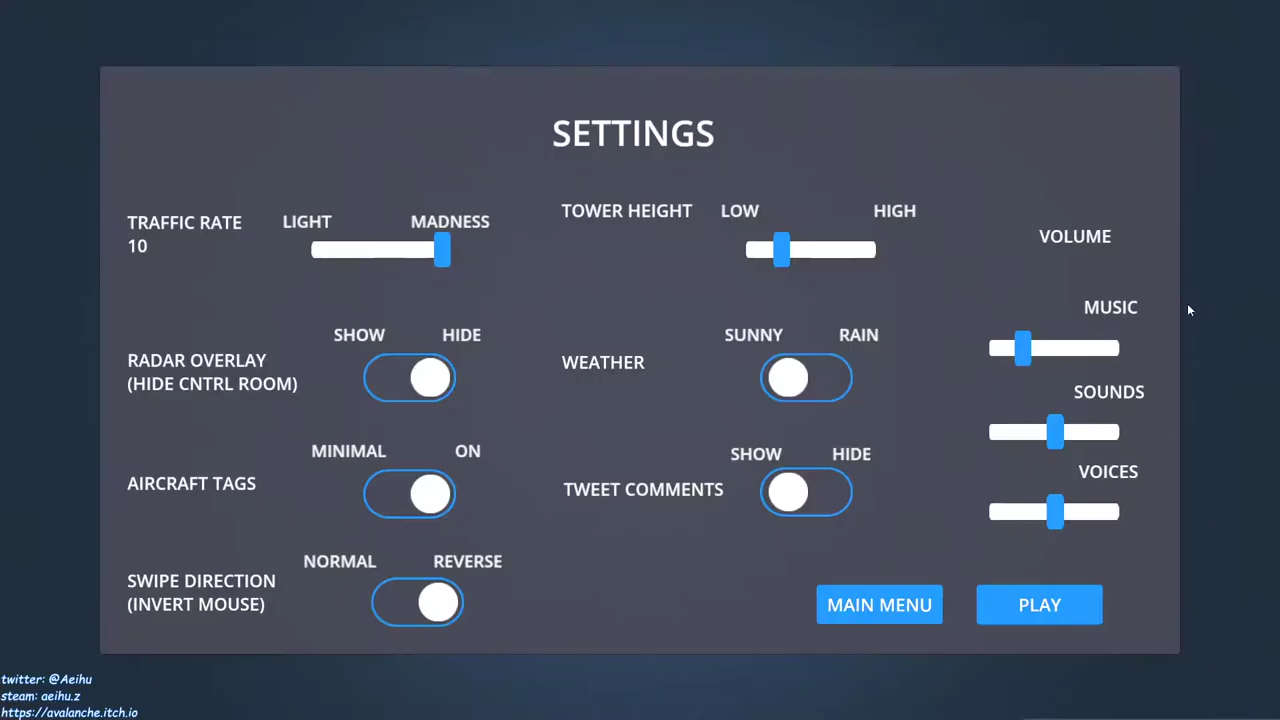 SETTINGS
TRAFFIC RATE
10
LIGHT
MADNESS
TOWER HEIGHT
LOW
HIGH
VOLUME
MUSIC
SHOW
HIDE
RADAR OVERLAY
(HIDE CNTRL ROOM)
SUNNY
RAIN
WEATHER
SOUNDS
MINIMAL
ON
AIRCRAFT TAGS
SHOW
HIDE
TWEET COMMENTS
VOICES
NORMAL
REVERSE
SWIPE DIRECTION
(INVERT MOUSE)
MAIN MENU
PLAY
twitter: @Aeihu
steam: aeihu.z
https://avalanche.itch.io